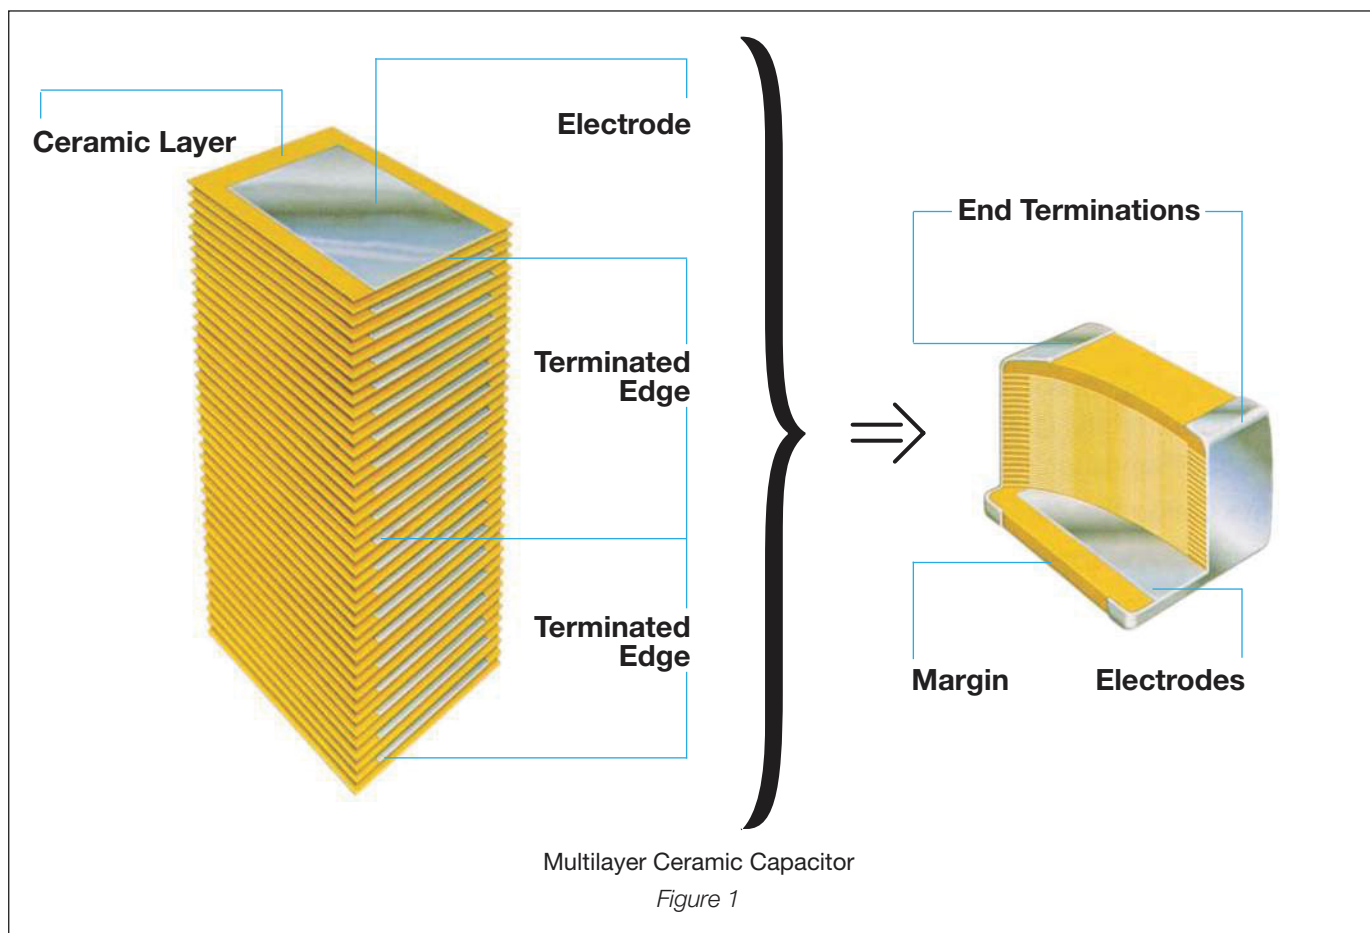 Ceramic Layer
Electrode
Terminated
Edge
Terminated
Edge
End Terminations
Margin
Electrodes
Multilayer Ceramic Capacitor
Figure 1